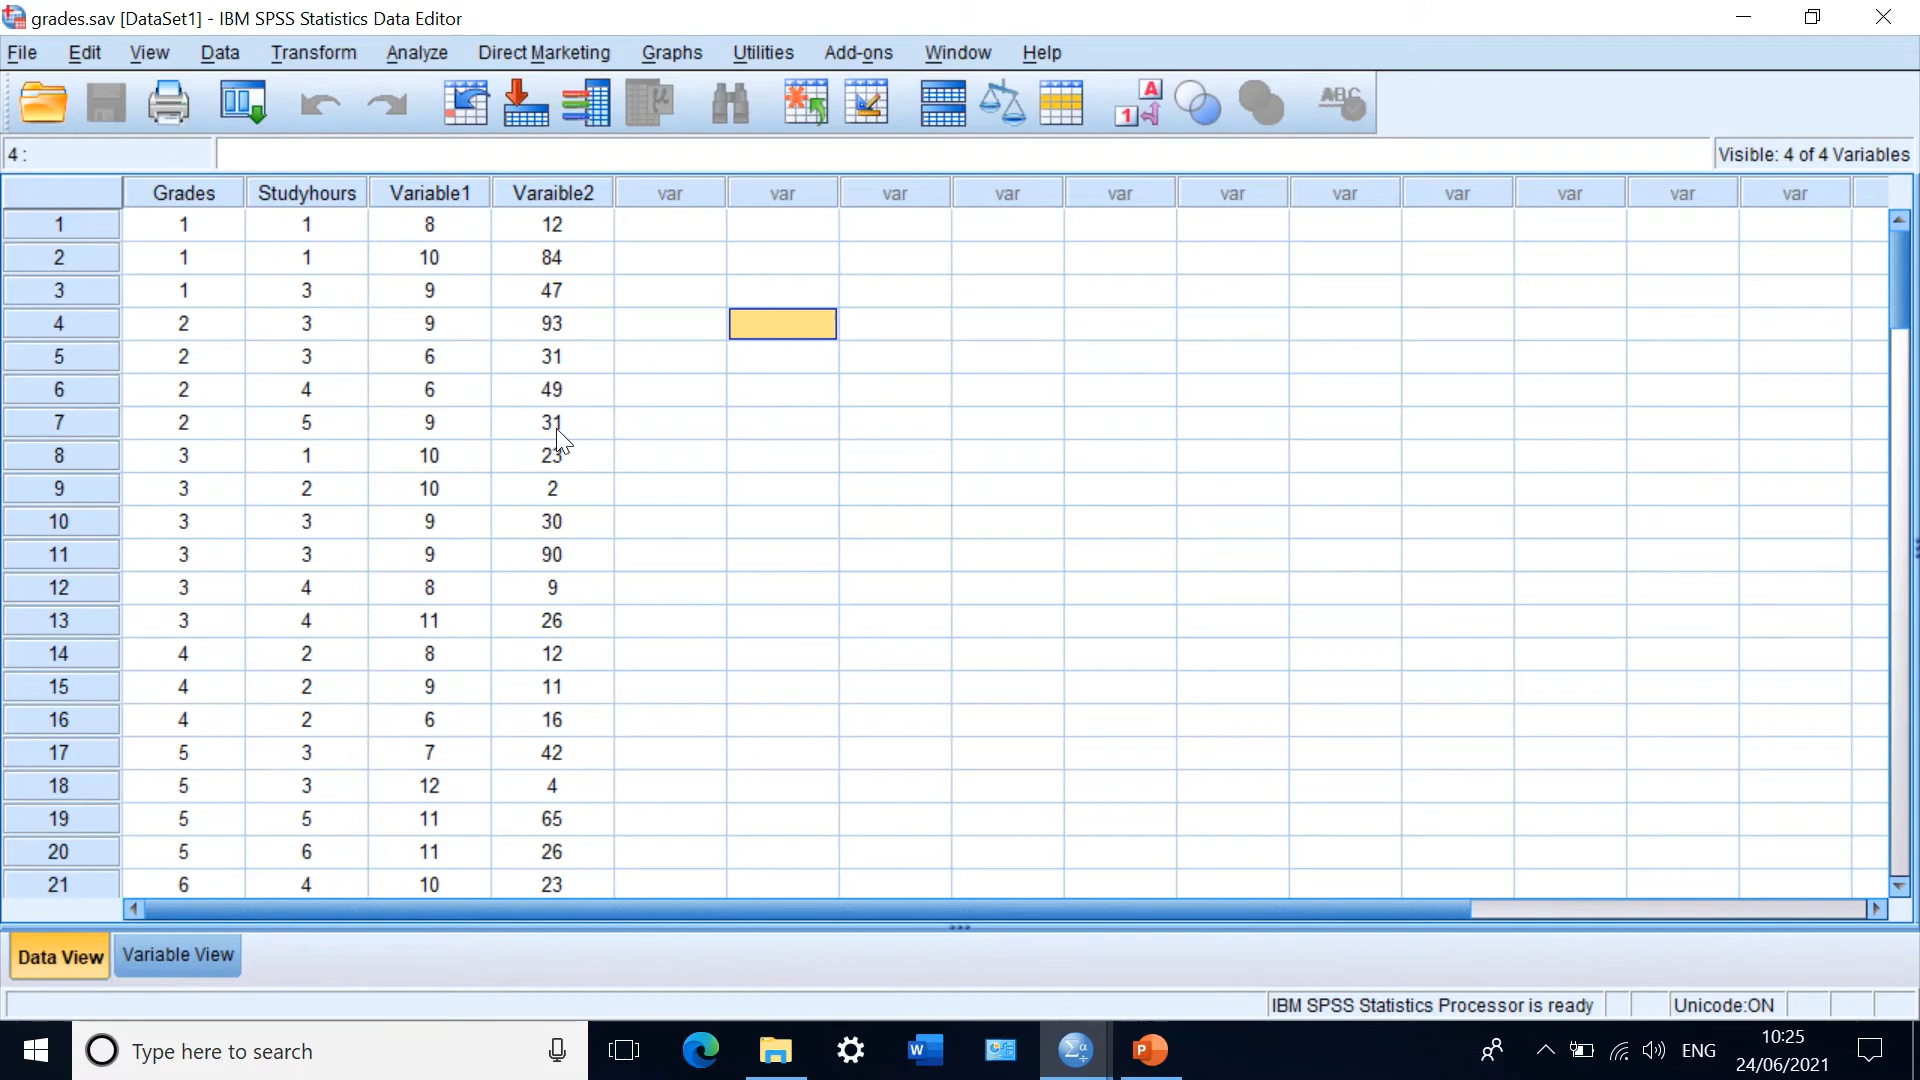 grades.sav [DataSet1] - IBM SPSS Statistics Data Editor
File Edit View Data Transform Analyze Direct Marketing Graphs Utilities Add-ons Window Help
4 :
Visible: 4 of 4 Variables
Grades Studyhours Variable1 Varaible2 var var var var var var var var var var var
1 1 1 8 12
2 1 1 10 84
3 1 3 9 47
4 2 3 9 93
5 2 3 6 31
6 2 4 6 49
7 2 5 9 31
8 3 1 10 23
9 3 2 10 2
10 3 3 9 30
11 3 3 9 90
12 3 4 8 9
13 3 4 11 26
14 4 2 8 12
15 4 2 9 11
16 4 2 6 16
17 5 3 7 42
18 5 3 12 4
19 5 5 11 65
20 5 6 11 26
21 6 4 10 23
Data View Variable View
IBM SPSS Statistics Processor is ready Unicode:ON
Type here to search
ENG
10:25
24/06/2021